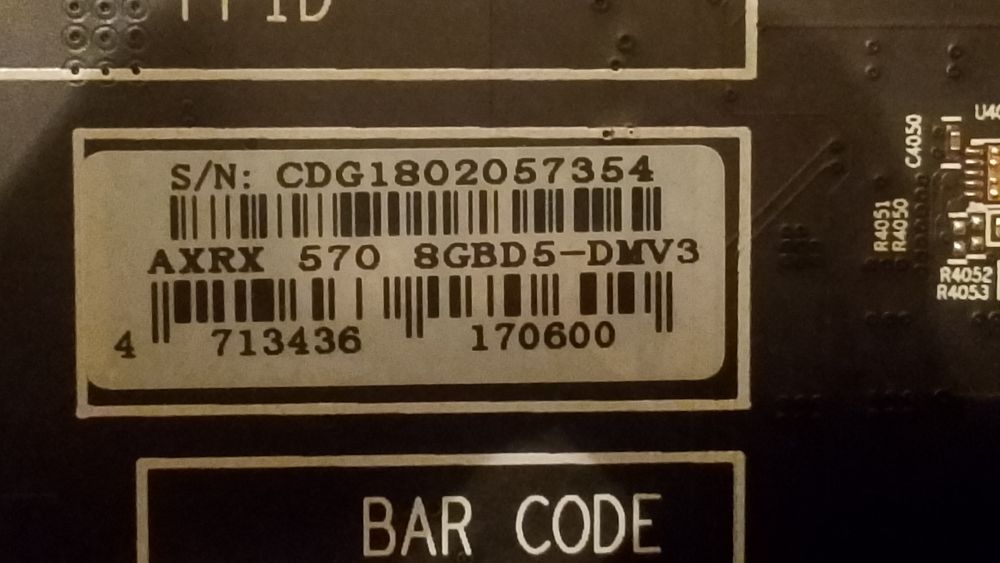 S/N: CDG1802057354
AXRX 570 8GBD5-DMV3
4 713436 170600
C4050
R4051
R4050
R4052
R4053
BAR CODE